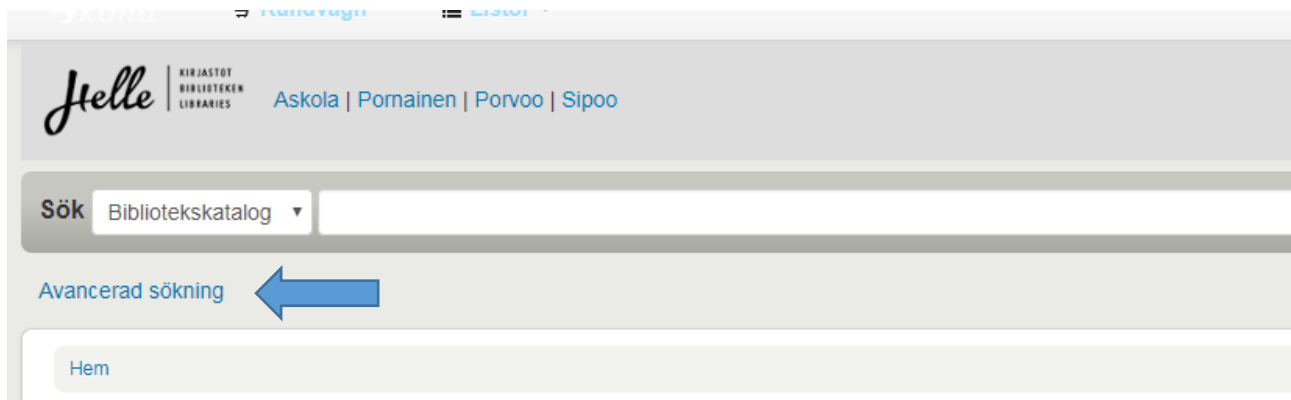 Kundvagn Listor
Helle KIRJASTOT
BIBLIOTEKEN
LIBRARIES
Askola | Pornainen | Porvoo | Sipoo
Sök Bibliotekskatalog
Avancerad sökning
Hem